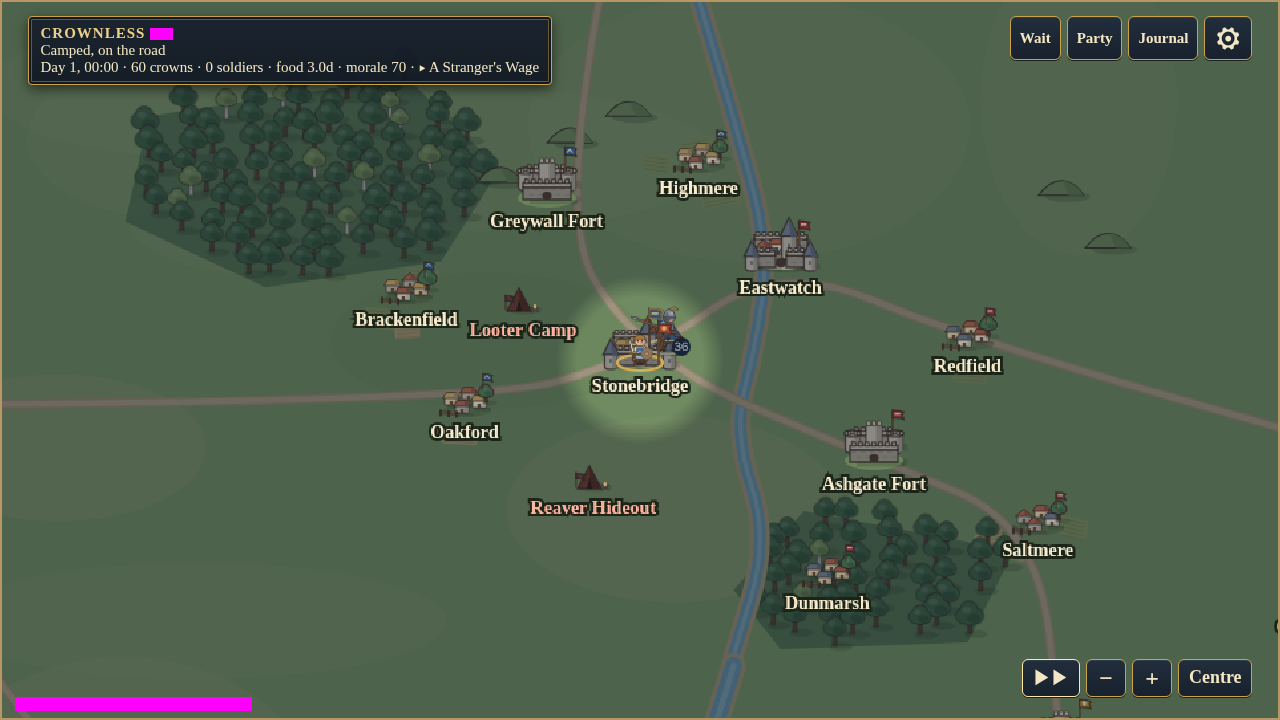 CROWNLESS
Camped, on the road
Day 1, 00:00 · 60 crowns · 0 soldiers · food 3.0d · morale 70 · ▸ A Stranger's Wage
Wait
Party
Journal
Highmere
Greywall Fort
Eastwatch
Brackenfield
Looter Camp
36
Stonebridge
Redfield
Oakford
Ashgate Fort
Reaver Hideout
Saltmere
Dunmarsh
− + Centre